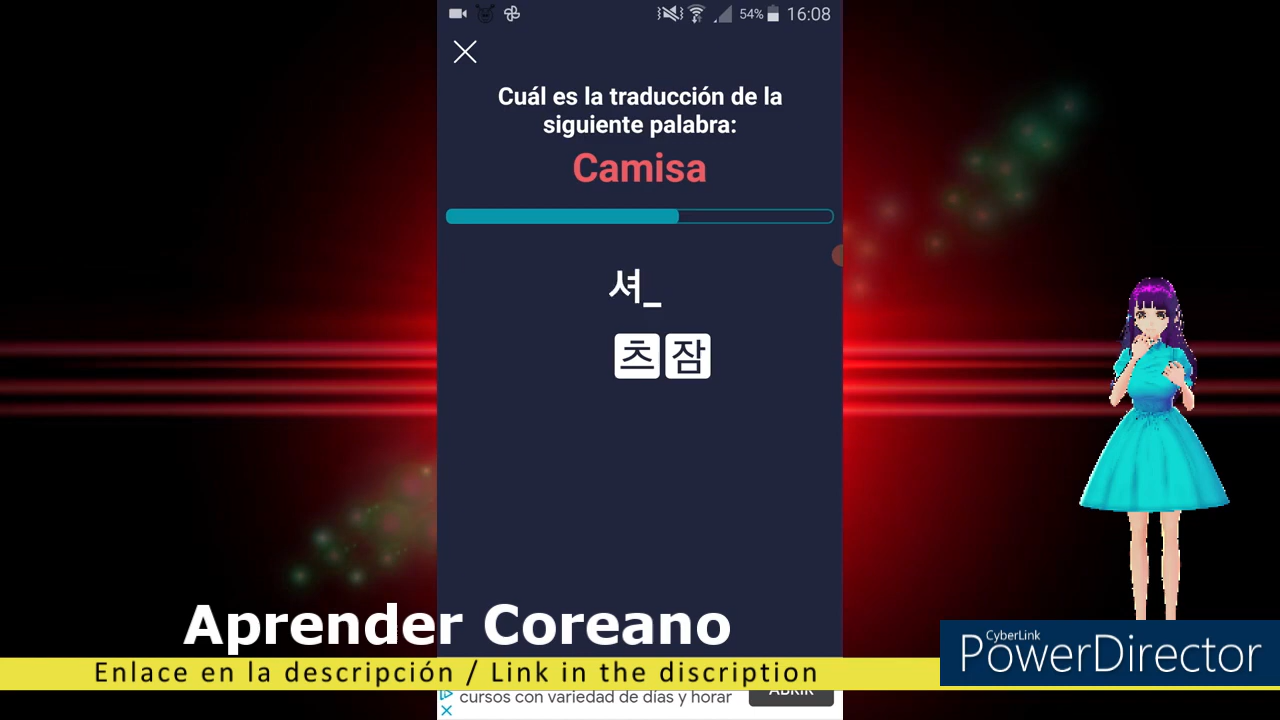 54% 16:08
Cuál es la traducción de la
siguiente palabra:
Camisa
셔_
츠 잠
Aprender Coreano
Enlace en la descripción / Link in the discription
cursos con variedad de días y horar
ABRIR
CyberLink
PowerDirector